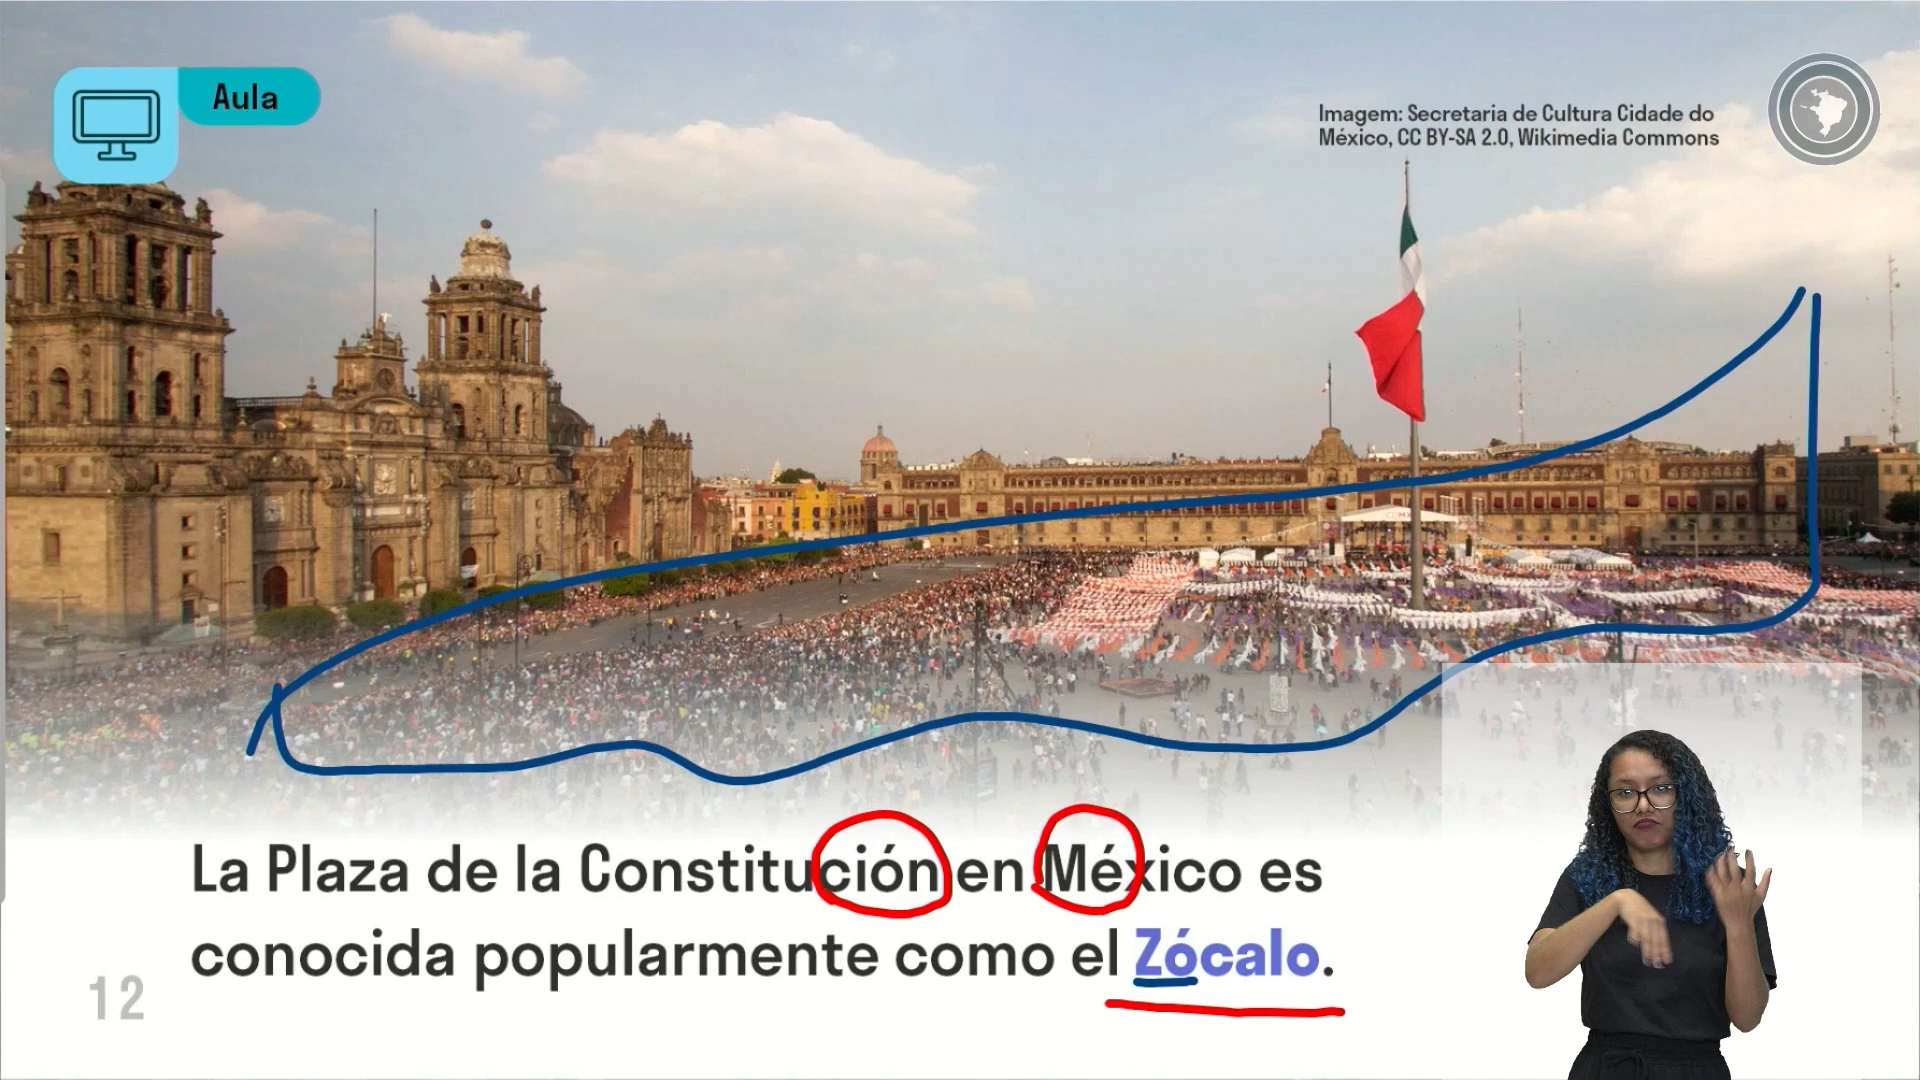 Aula
Imagem: Secretaria de Cultura Cidade do
México, CC BY-SA 2.0, Wikimedia Commons
La Plaza de la Constitución en México es
conocida popularmente como el Zócalo.
12